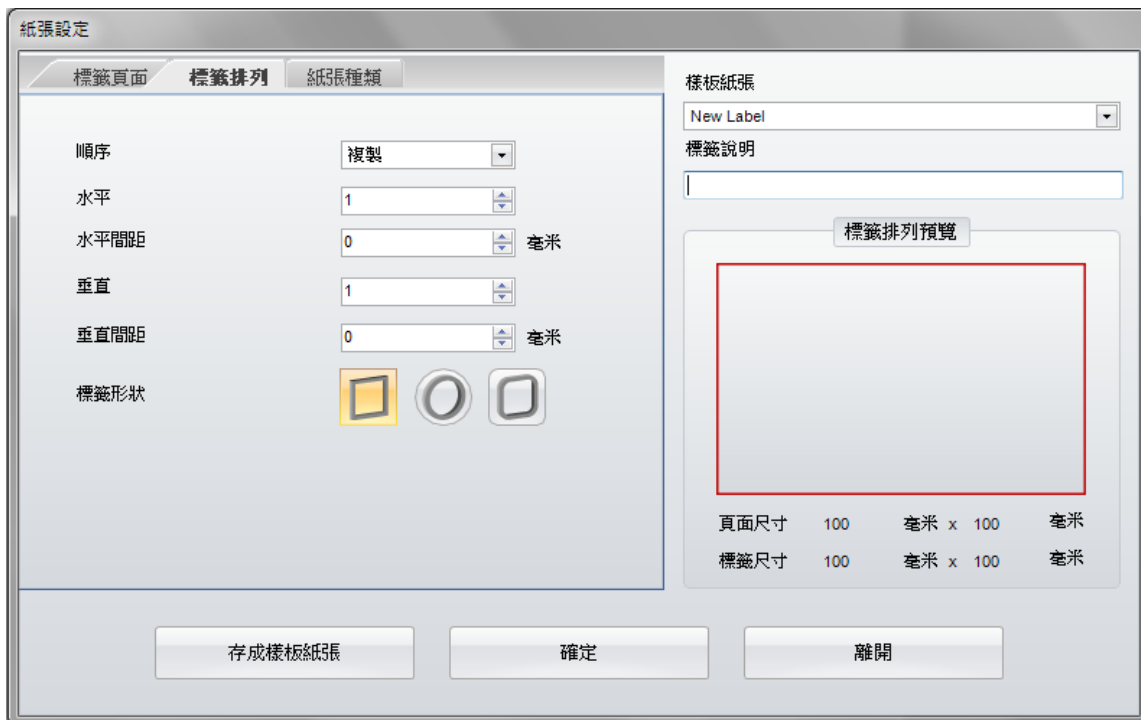 紙張設定
標籤頁面 標籤排列 紙張種類
順序 複製
水平 1
水平間距 0 毫米
垂直 1
垂直間距 0 毫米
標籤形狀
樣板紙張
New Label
標籤說明
標籤排列預覽
頁面尺寸 100 毫米 x 100 毫米
標籤尺寸 100 毫米 x 100 毫米
存成樣板紙張 確定 離開